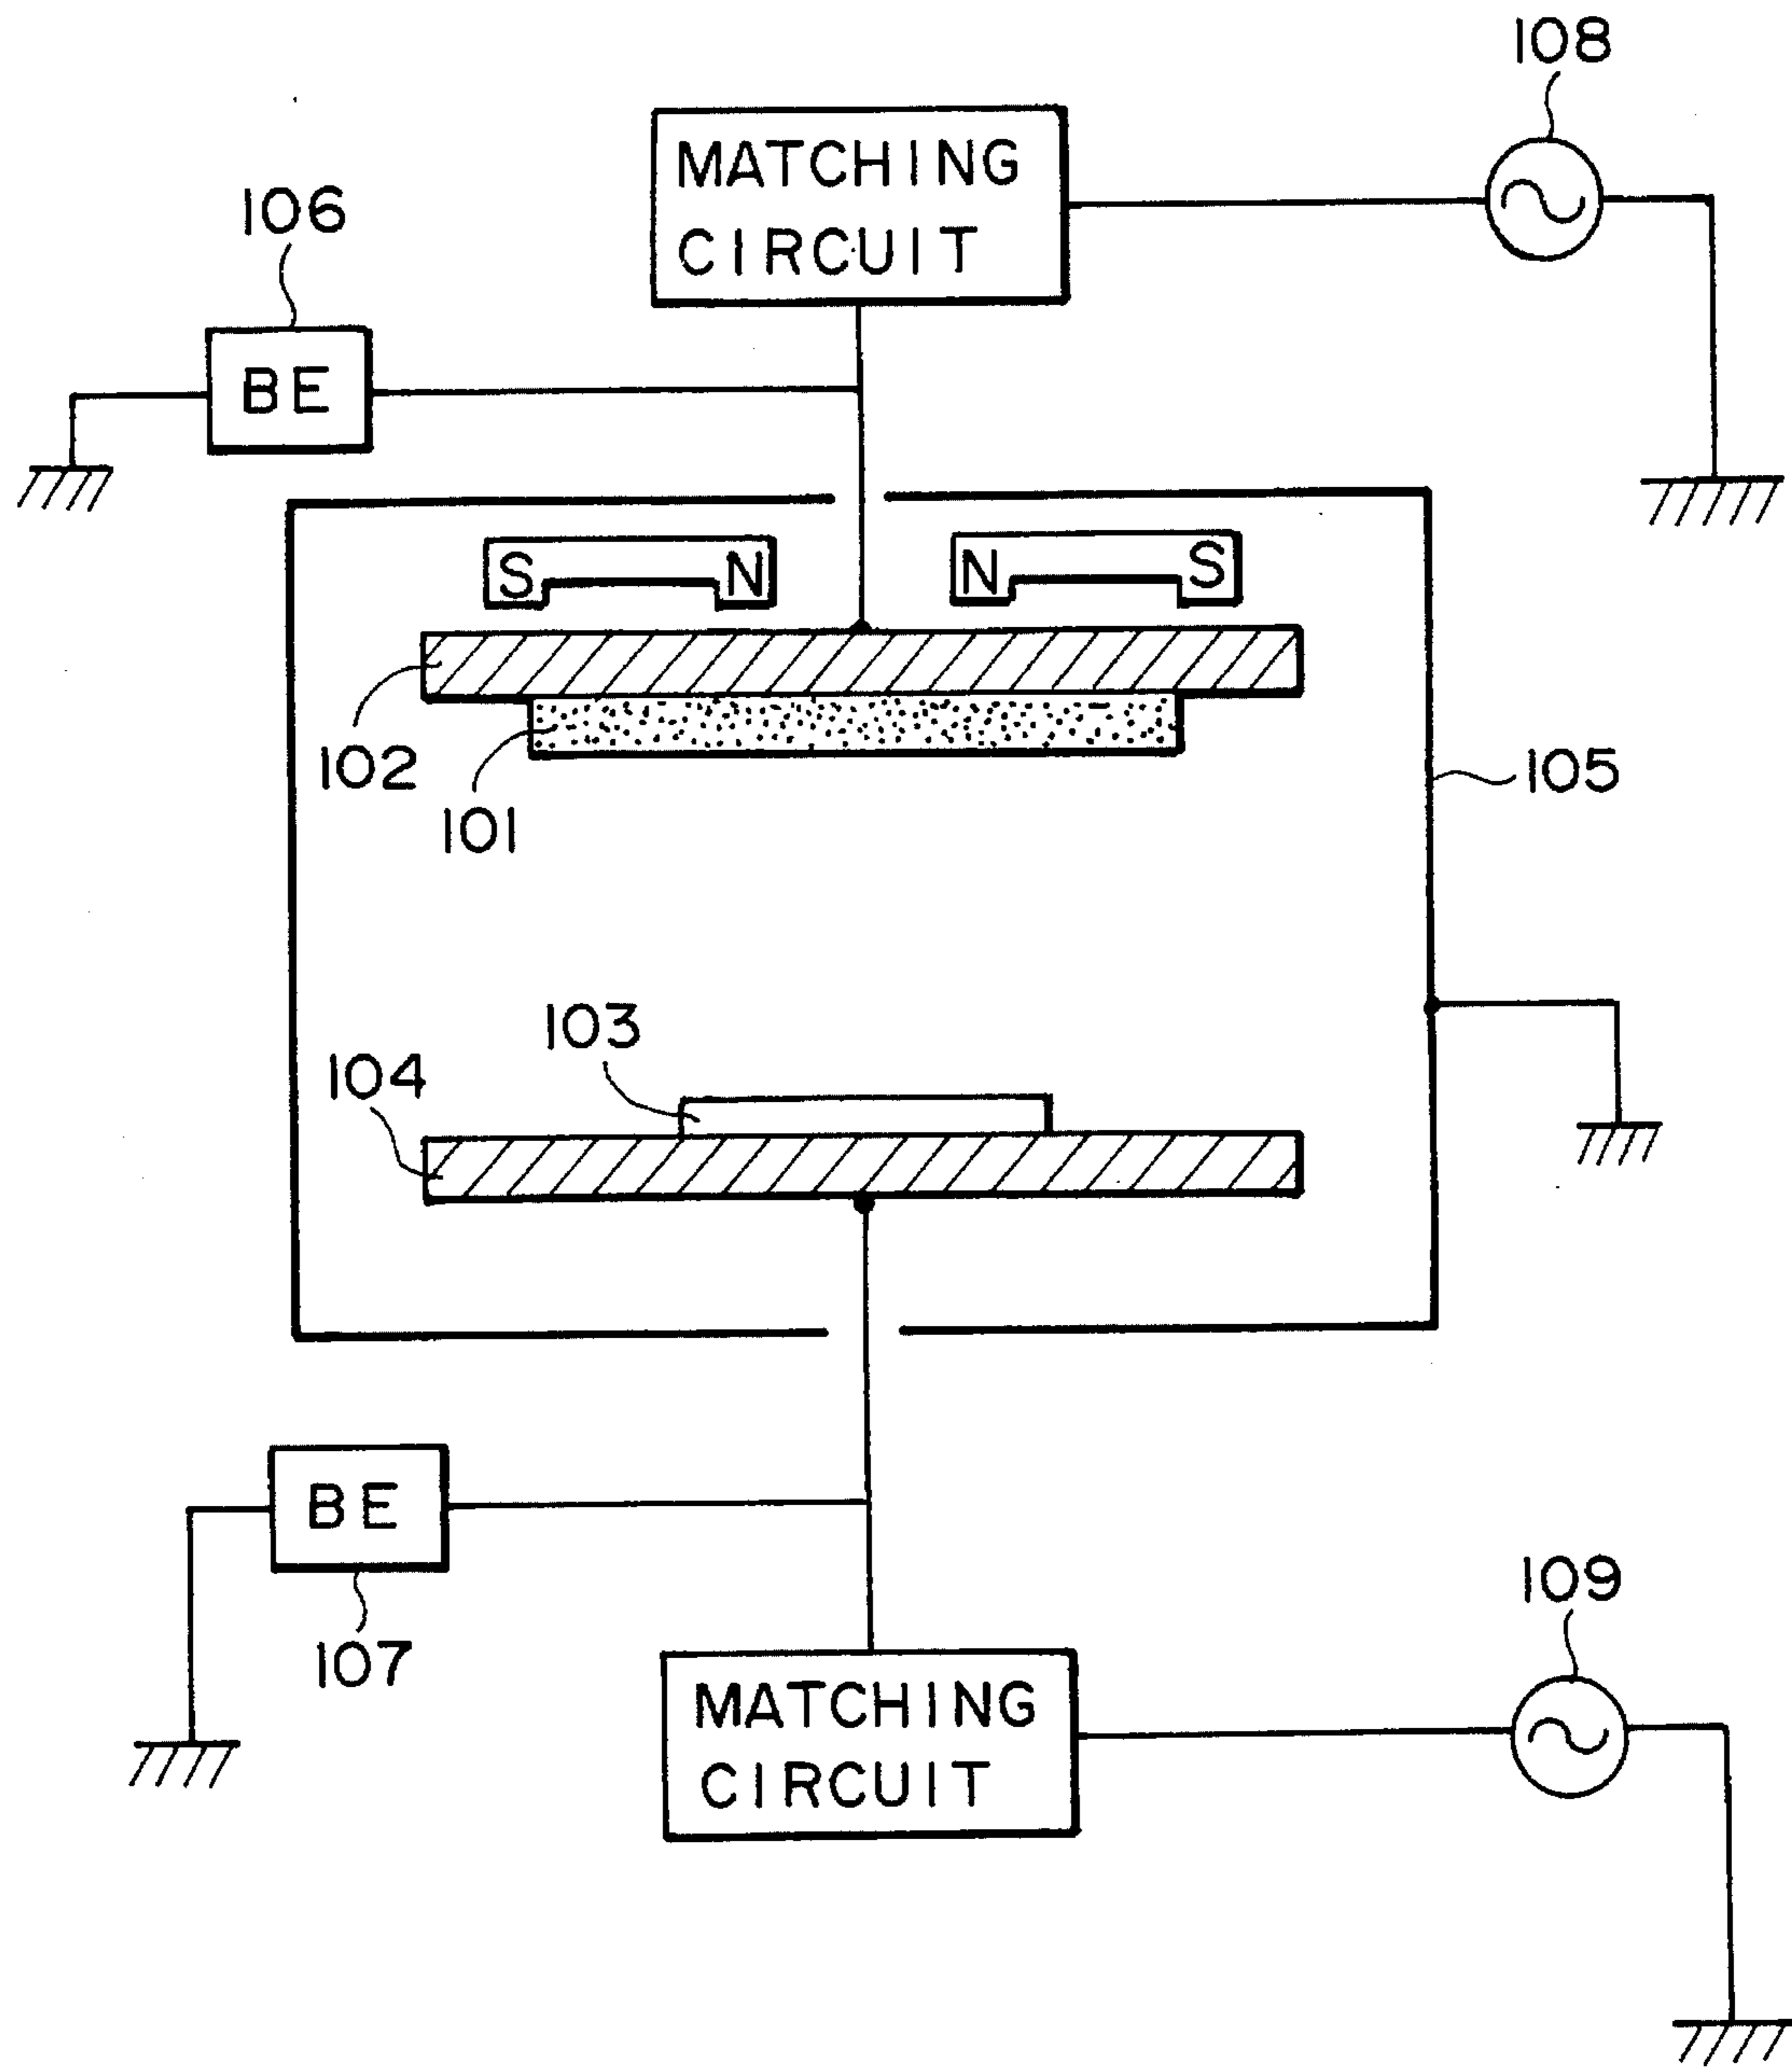 108
MATCHING
CIRCUIT
106
BE
S N
N S
102
101
105
103
104
BE
107
109
MATCHING
CIRCUIT